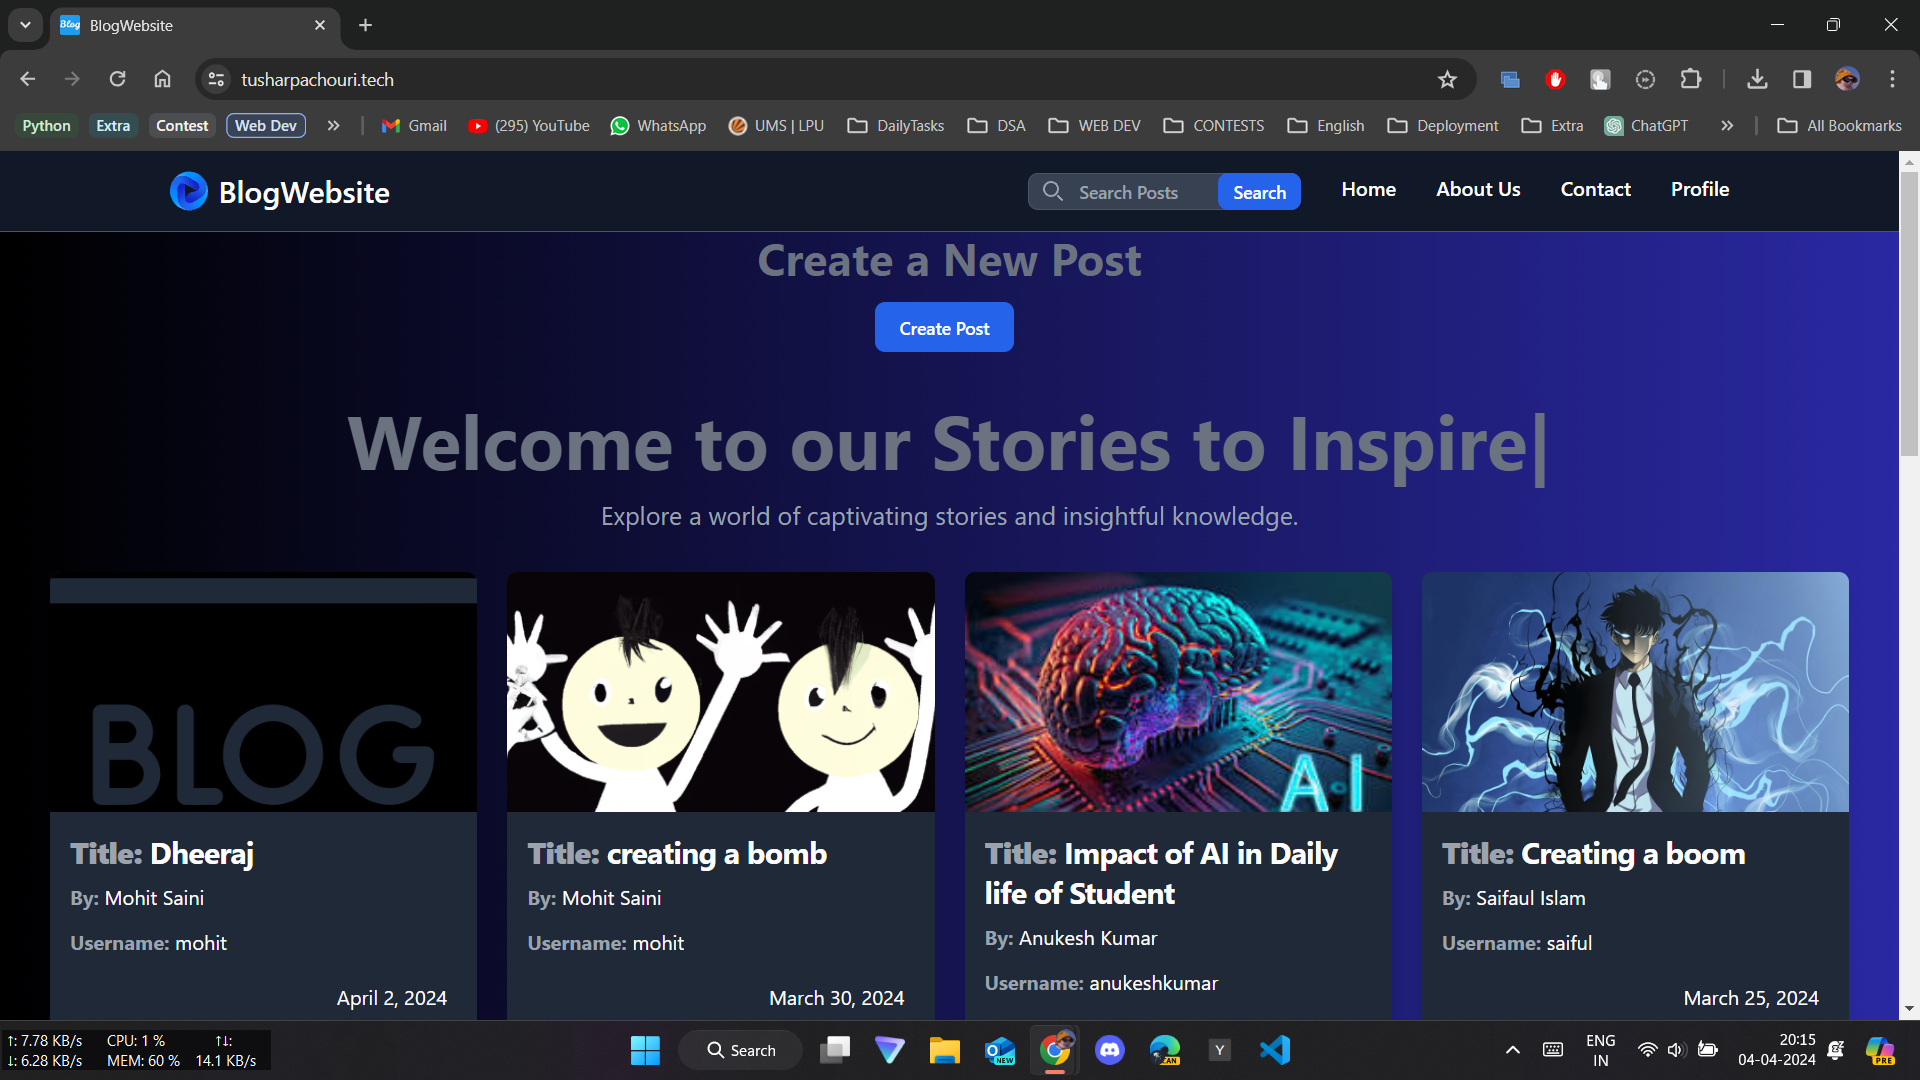 BlogWebsite
tusharpachouri.tech
Python Extra Contest Web Dev Gmail (295) YouTube WhatsApp UMS | LPU DailyTasks DSA WEB DEV CONTESTS English Deployment Extra ChatGPT All Bookmarks
BlogWebsite Search Posts Search Home About Us Contact Profile
Create a New Post
Create Post
Welcome to our Stories to Inspire|
Explore a world of captivating stories and insightful knowledge.
BLOG
AI
Title: Dheeraj
By: Mohit Saini
Username: mohit
April 2, 2024
Title: creating a bomb
By: Mohit Saini
Username: mohit
March 30, 2024
Title: Impact of AI in Daily
life of Student
By: Anukesh Kumar
Username: anukeshkumar
Title: Creating a boom
By: Saifaul Islam
Username: saiful
March 25, 2024
↑: 7.78 KB/s CPU: 1 % ↑↓:
↓: 6.28 KB/s MEM: 60 % 14.1 KB/s
Search
ENG
IN
20:15
04-04-2024